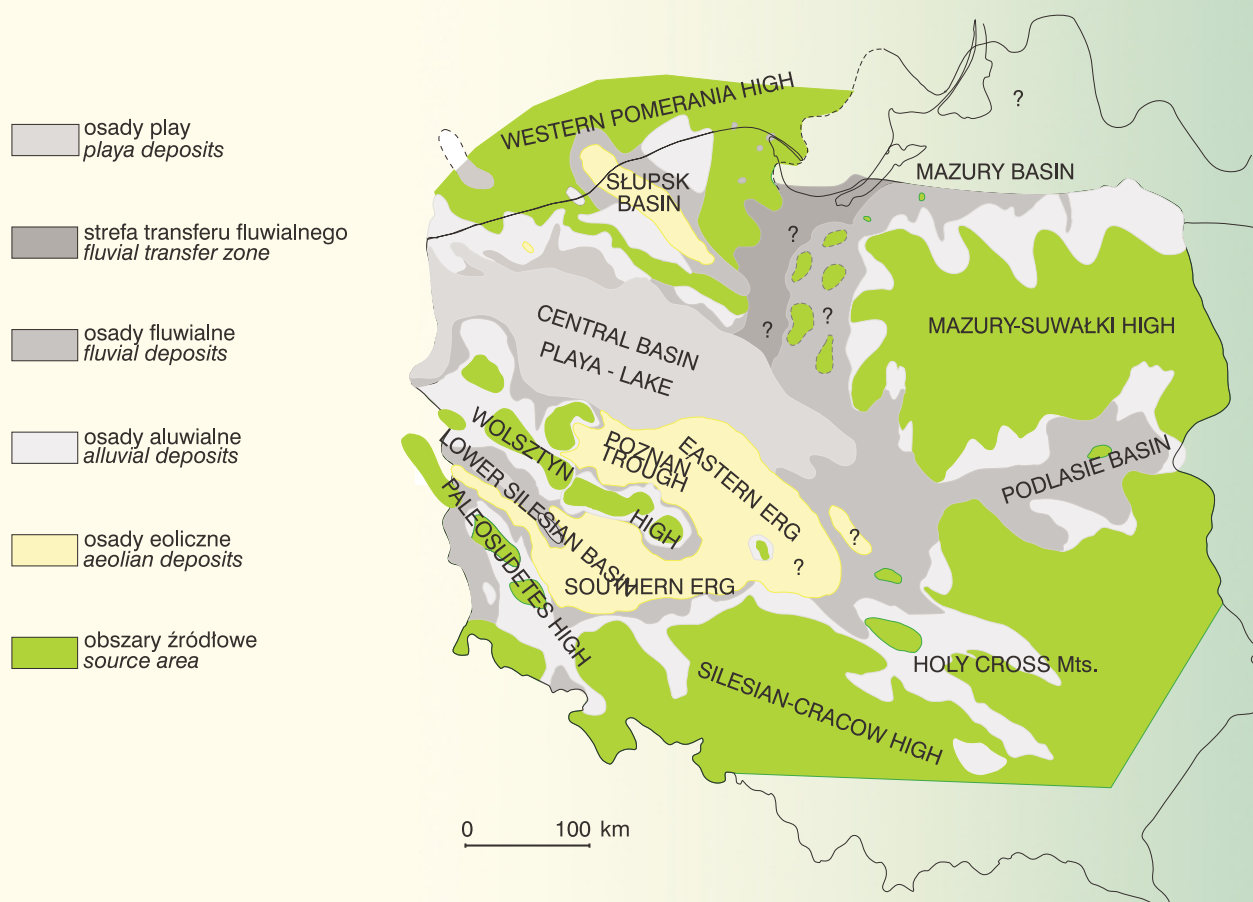 osady play
playa deposits
strefa transferu fluwialnego
fluvial transfer zone
osady fluwialne
fluvial deposits
osady aluwialne
alluvial deposits
osady eoliczne
aeolian deposits
obszary źródłowe
source area
WESTERN POMERANIA HIGH
?
MAZURY BASIN
SŁUPSK
BASIN
?
CENTRAL BASIN
PLAYA - LAKE
?
?
MAZURY-SUWAŁKI HIGH
WOLSZTYN
HIGH
POZNAN
TROUGH
EASTERN ERG
LOWER SILESIAN BASIN
PODLASIE BASIN
PALEOSUDETES HIGH
?
?
SOUTHERN ERG
HOLY CROSS Mts.
SILESIAN-CRACOW HIGH
0 100 km